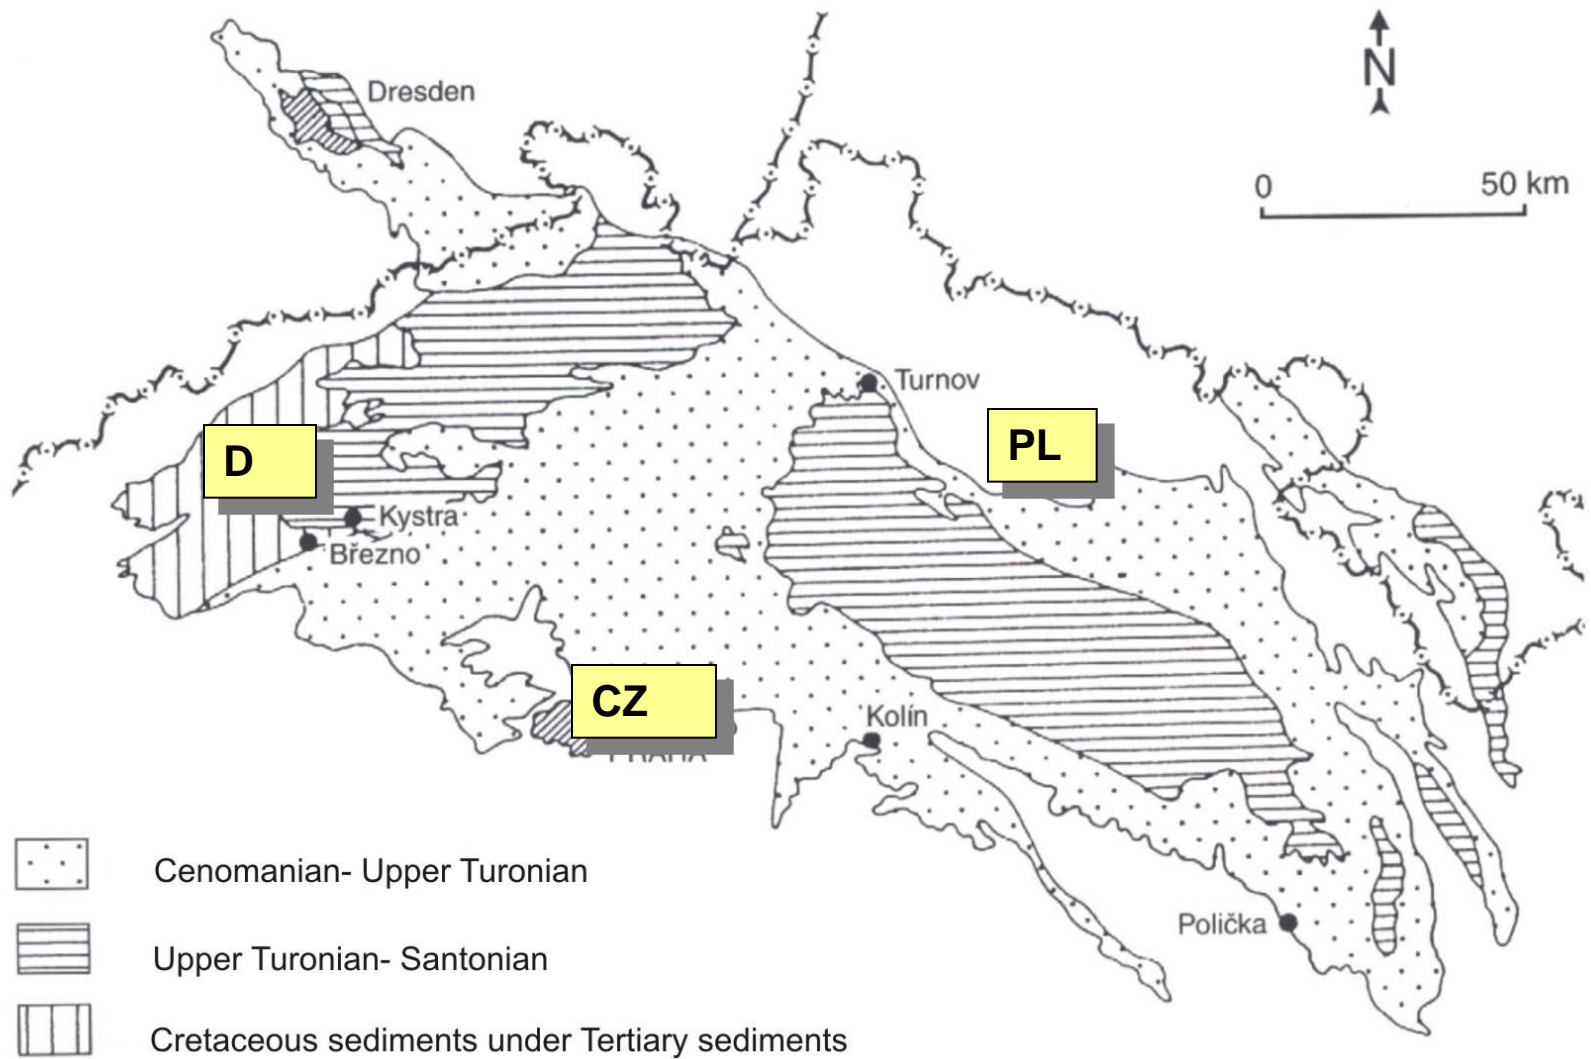 Dresden
N
0 50 km
Turnov
PL
D
Kystra
Březno
CZ
Kolín
PRAHA
Polička
Cenomanian- Upper Turonian
Upper Turonian- Santonian
Cretaceous sediments under Tertiary sediments